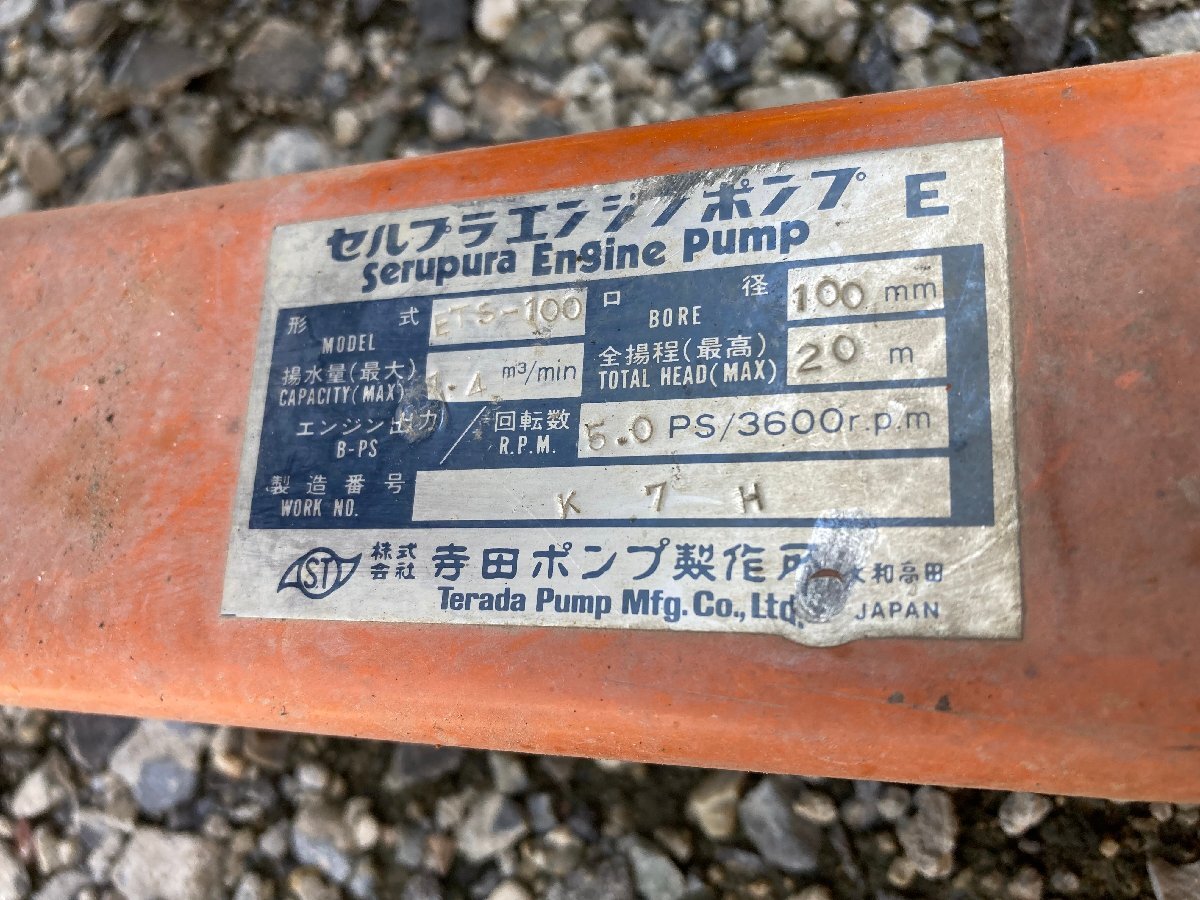 セルプラエンジンポンプ E
Serupura Engine Pump
形式 ETS-100 口径 100 mm
MODEL BORE
揚水量(最大) m³/min 全揚程(最高) 20 m
CAPACITY(MAX) TOTAL HEAD(MAX)
エンジン出力/回転数 5.0 PS/3600r.p.m
B-PS R.P.M.
製造番号 K 7 H
WORK NO.
ST 株式会社 寺田ポンプ製作所 大和高田
Terada Pump Mfg. Co., Ltd. JAPAN